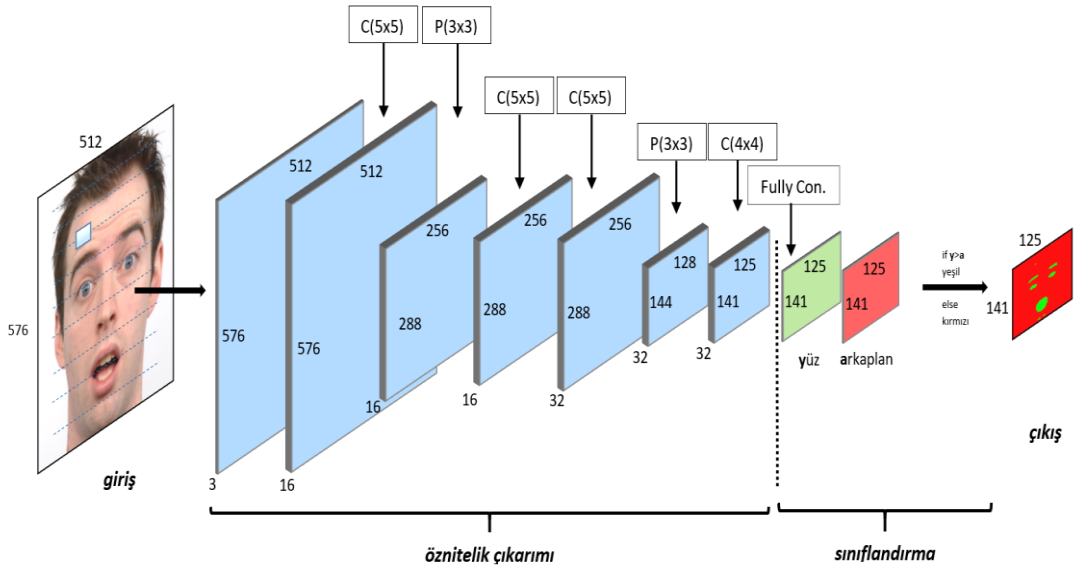 C(5x5)
P(3x3)
C(5x5)
C(5x5)
P(3x3)
C(4x4)
Fully Con.
512
576
giriş
512
576
3
512
576
16
256
288
16
256
288
16
256
288
32
128
144
32
125
141
32
125
141
yüz
125
141
arkaplan
if y>a
yeşil
else
kırmızı
125
141
çıkış
öznitelik çıkarımı
sınıflandırma